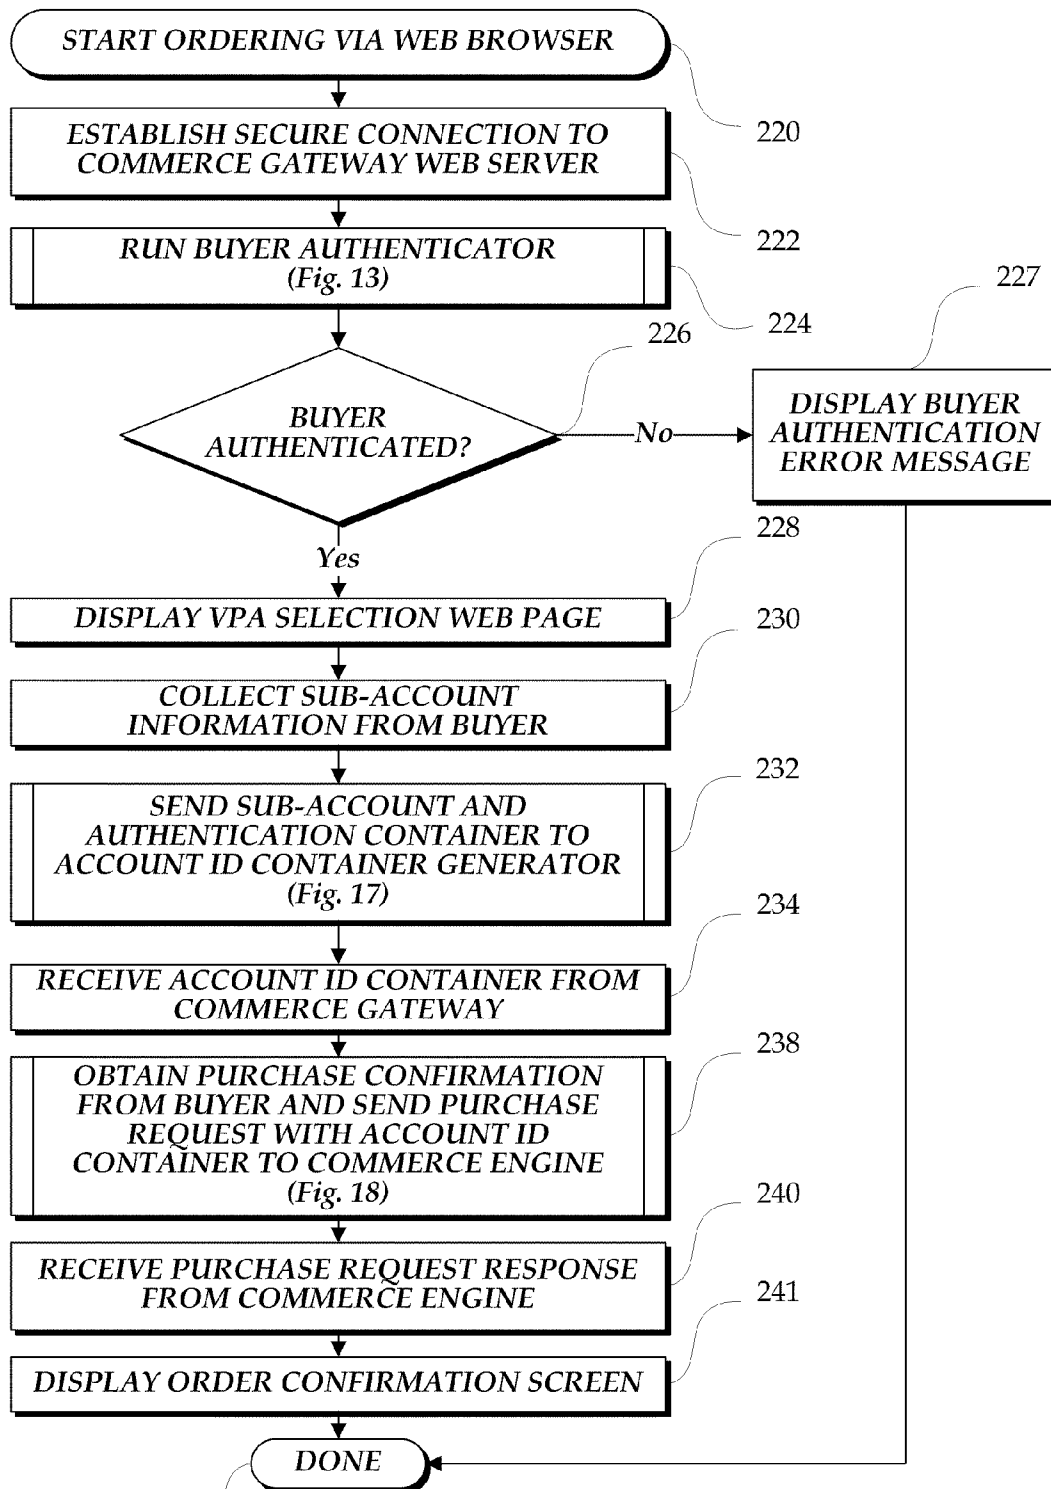 START ORDERING VIA WEB BROWSER
220
ESTABLISH SECURE CONNECTION TO
COMMERCE GATEWAY WEB SERVER
222
RUN BUYER AUTHENTICATOR
(Fig. 13)
224
226
227
BUYER
AUTHENTICATED?
No
DISPLAY BUYER
AUTHENTICATION
ERROR MESSAGE
Yes
228
DISPLAY VPA SELECTION WEB PAGE
230
COLLECT SUB-ACCOUNT
INFORMATION FROM BUYER
232
SEND SUB-ACCOUNT AND
AUTHENTICATION CONTAINER TO
ACCOUNT ID CONTAINER GENERATOR
(Fig. 17)
234
RECEIVE ACCOUNT ID CONTAINER FROM
COMMERCE GATEWAY
238
OBTAIN PURCHASE CONFIRMATION
FROM BUYER AND SEND PURCHASE
REQUEST WITH ACCOUNT ID
CONTAINER TO COMMERCE ENGINE
(Fig. 18)
240
RECEIVE PURCHASE REQUEST RESPONSE
FROM COMMERCE ENGINE
241
DISPLAY ORDER CONFIRMATION SCREEN
DONE